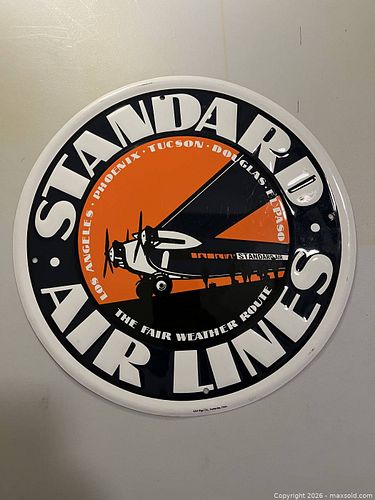 STANDARD
AIR LINES
LOS ANGELES · PHOENIX · TUCSON · DOUGLAS · EL PASO
STANDARD AIR
THE FAIR WEATHER ROUTE
Copyright 2026 - maxsold.com